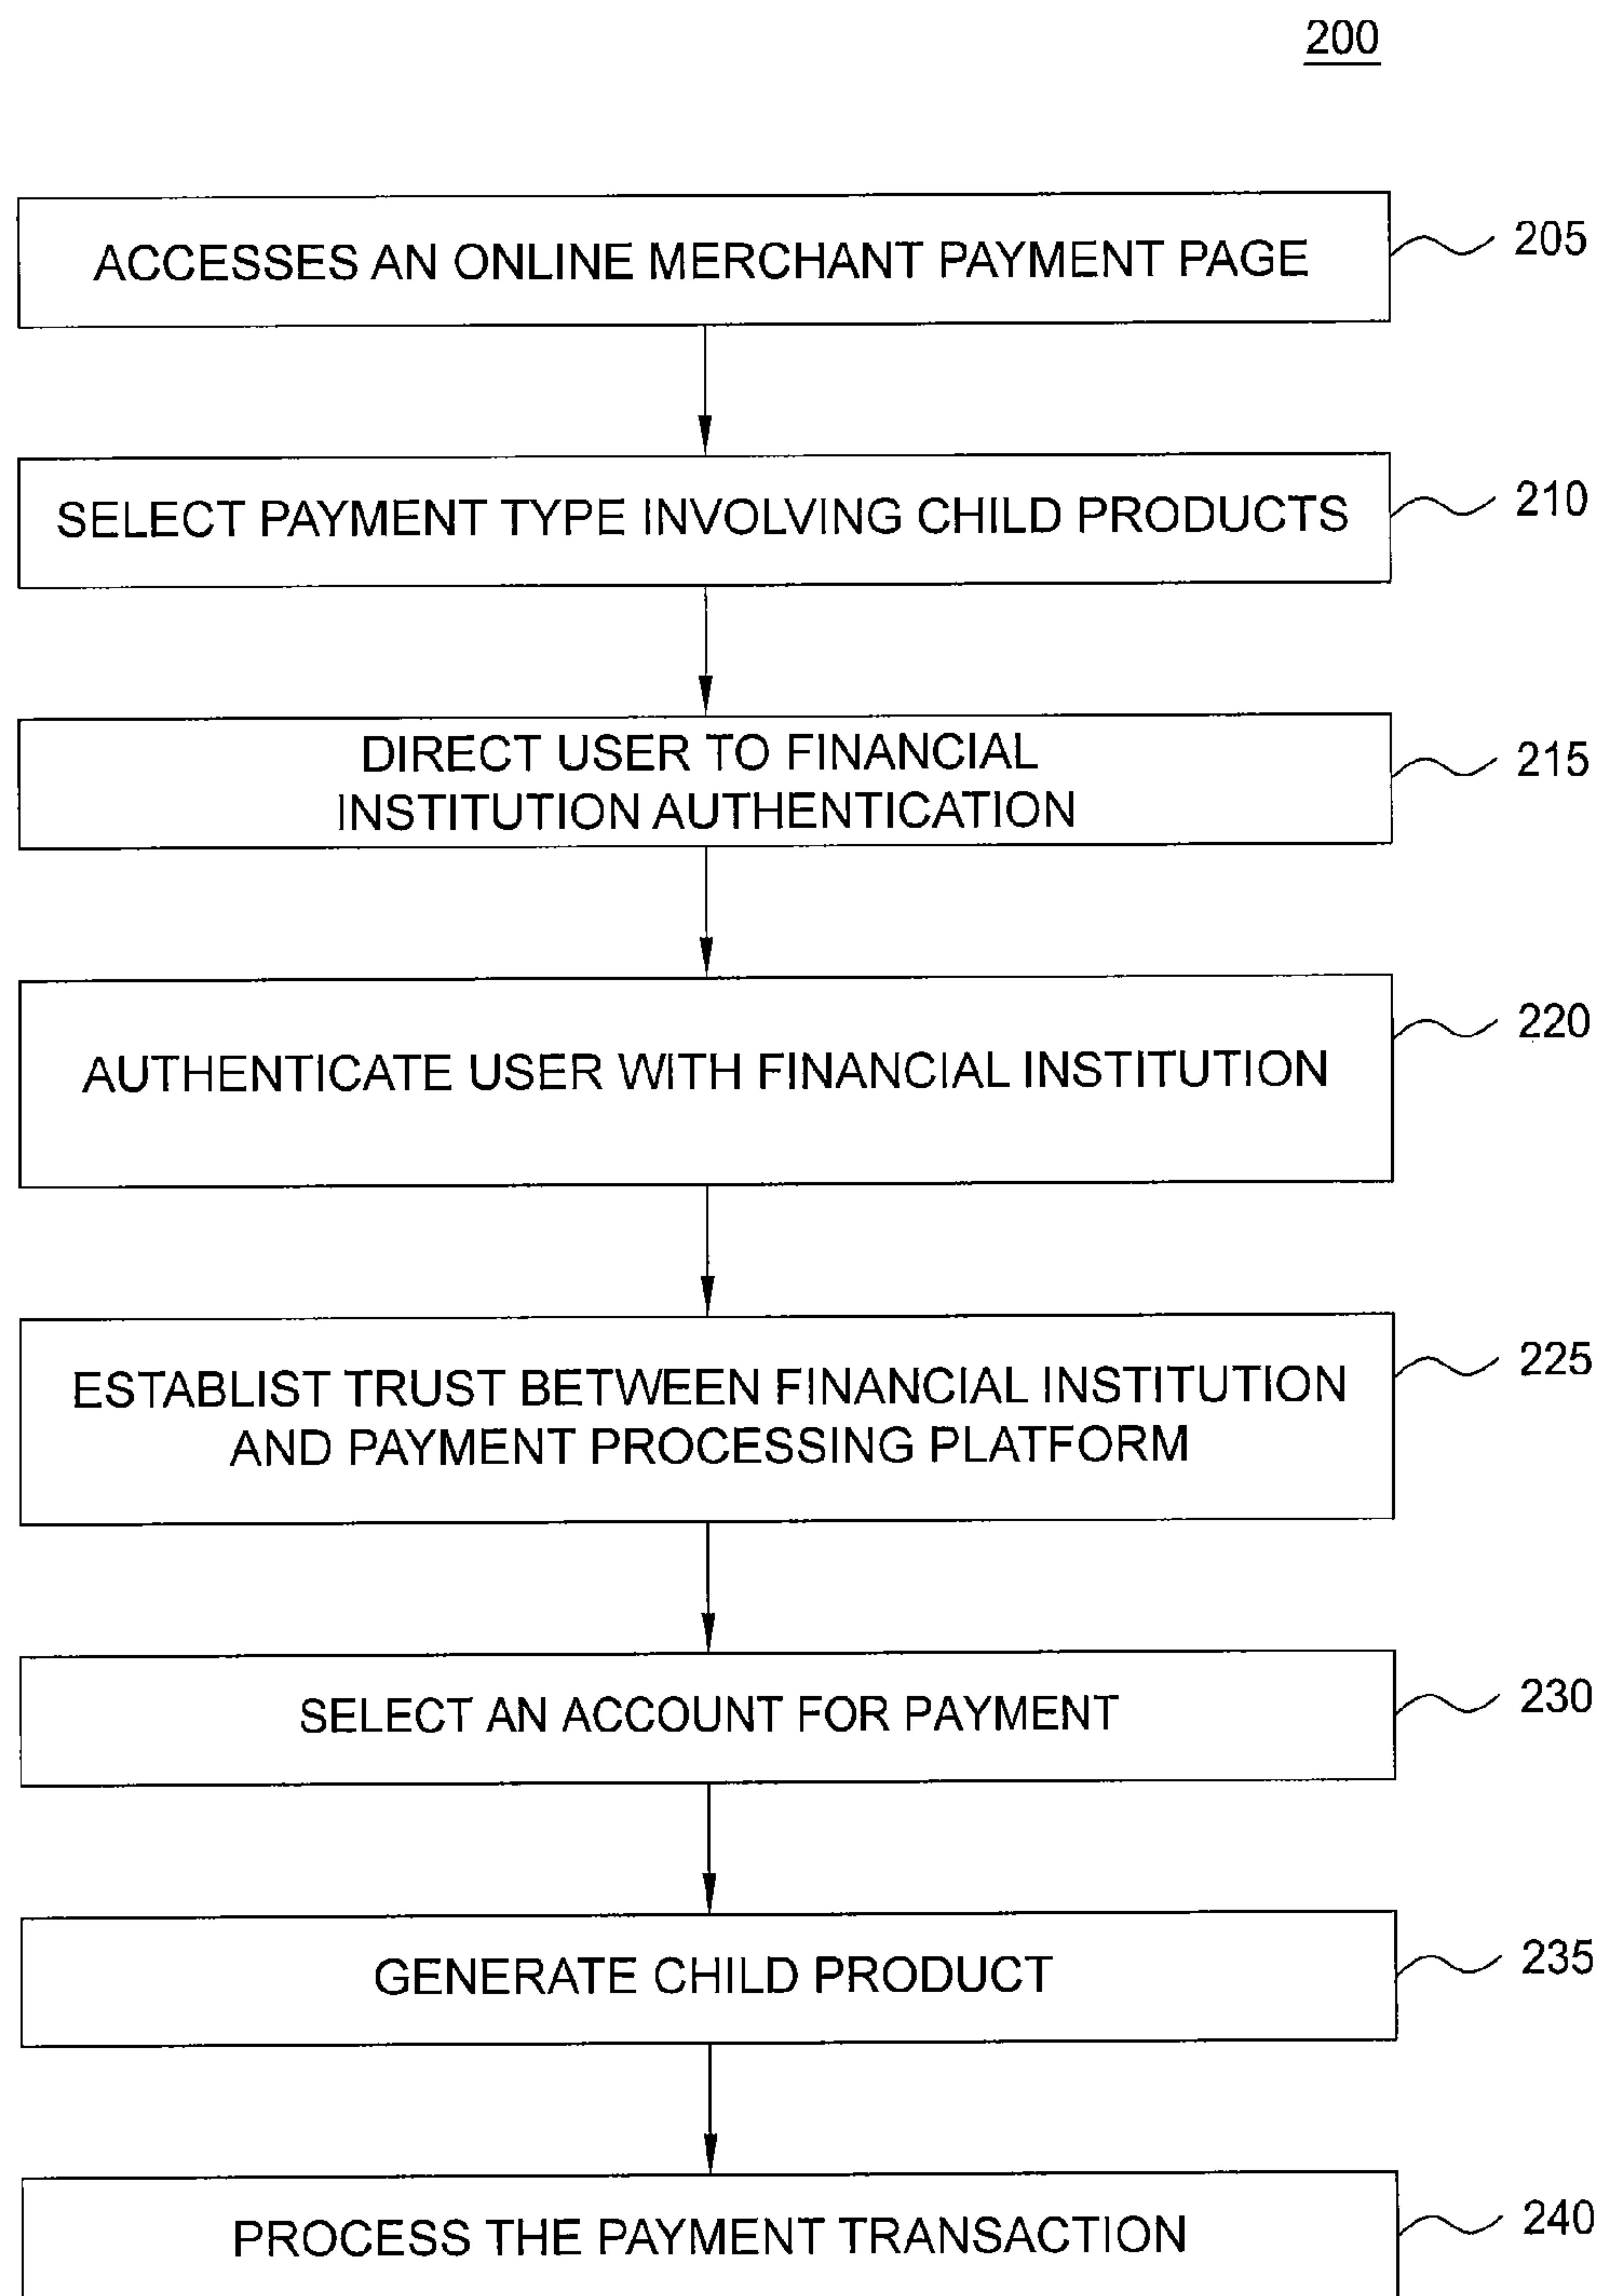 200
ACCESSES AN ONLINE MERCHANT PAYMENT PAGE
205
SELECT PAYMENT TYPE INVOLVING CHILD PRODUCTS
210
DIRECT USER TO FINANCIAL
INSTITUTION AUTHENTICATION
215
AUTHENTICATE USER WITH FINANCIAL INSTITUTION
220
ESTABLIST TRUST BETWEEN FINANCIAL INSTITUTION
AND PAYMENT PROCESSING PLATFORM
225
SELECT AN ACCOUNT FOR PAYMENT
230
GENERATE CHILD PRODUCT
235
PROCESS THE PAYMENT TRANSACTION
240